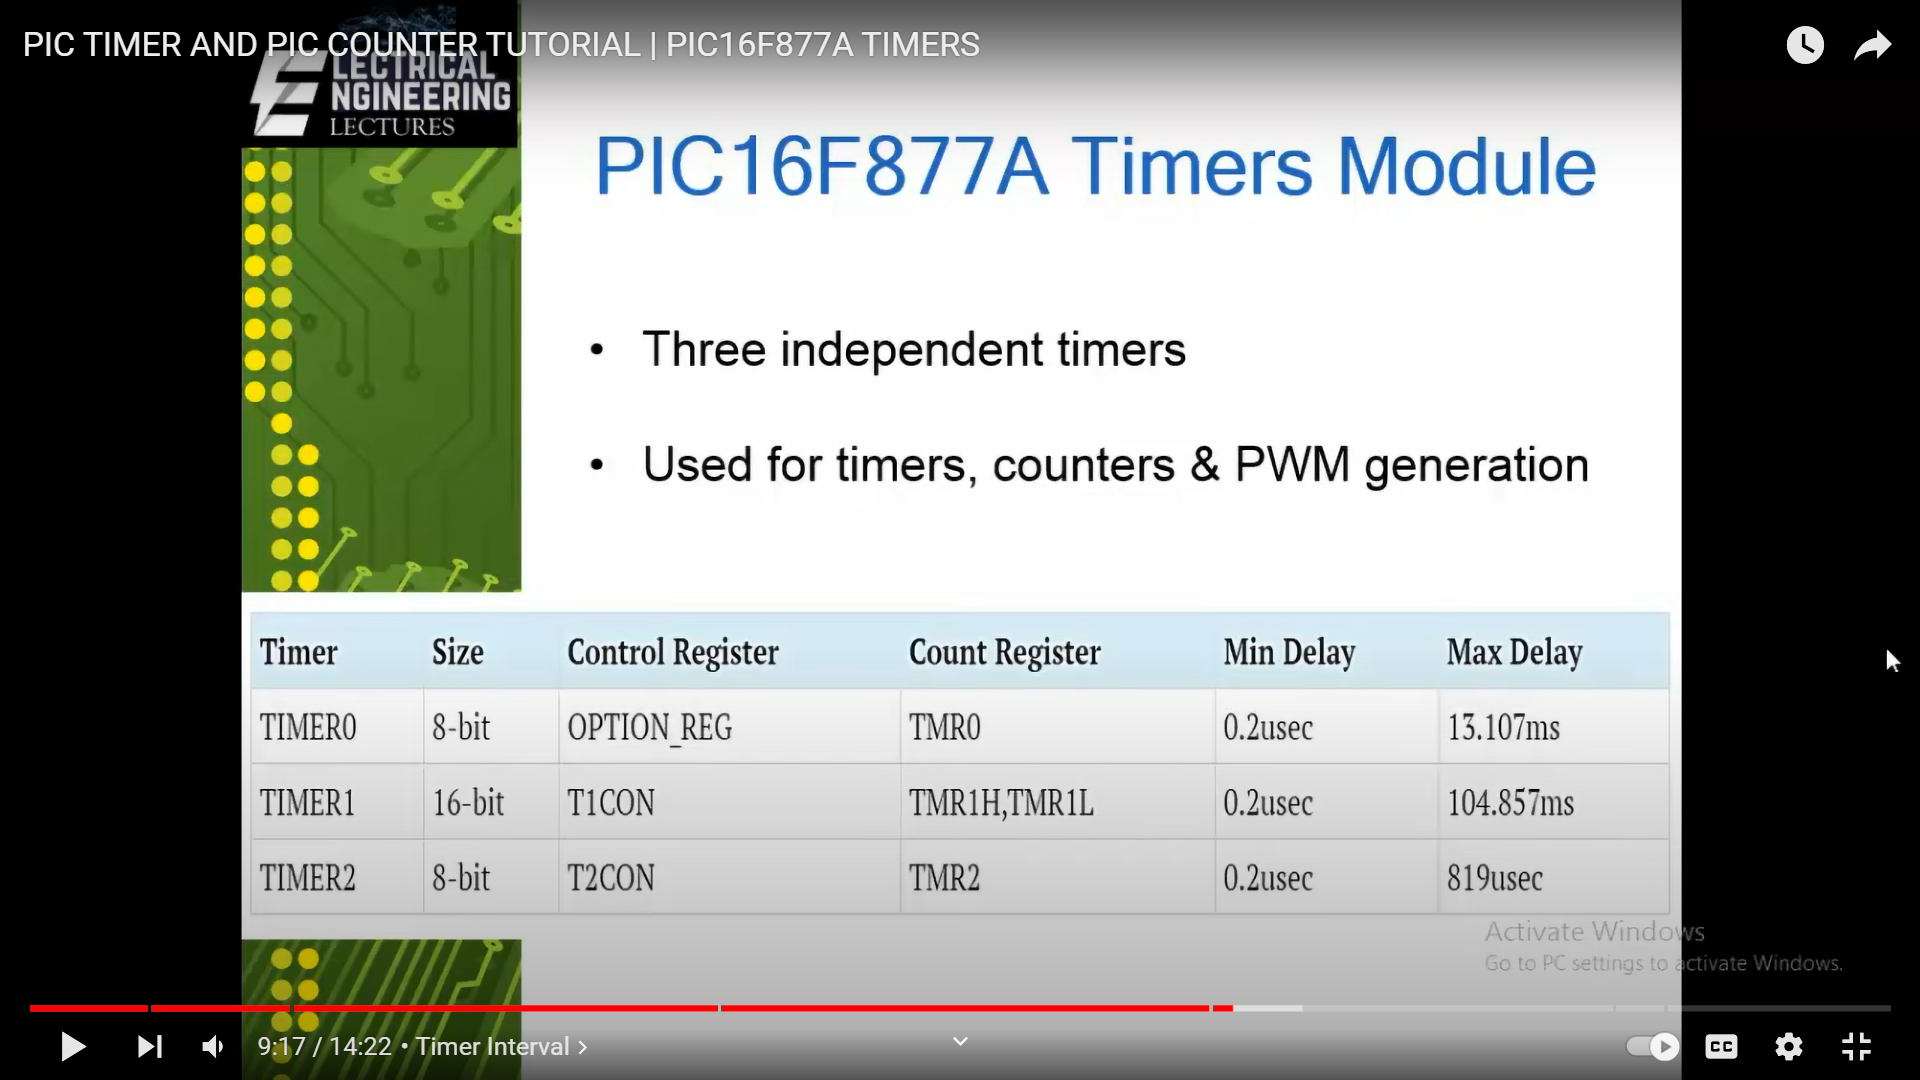 PIC TIMER AND PIC COUNTER TUTORIAL | PIC16F877A TIMERS
ELECTRICAL
ENGINEERING
LECTURES
PIC16F877A Timers Module
• Three independent timers
• Used for timers, counters & PWM generation
Timer Size Control Register Count Register Min Delay Max Delay
TIMER0 8-bit OPTION_REG TMR0 0.2usec 13.107ms
TIMER1 16-bit T1CON TMR1H,TMR1L 0.2usec 104.857ms
TIMER2 8-bit T2CON TMR2 0.2usec 819usec
Activate Windows
Go to PC settings to activate Windows.
9:17 / 14:22 • Timer Interval >
CC